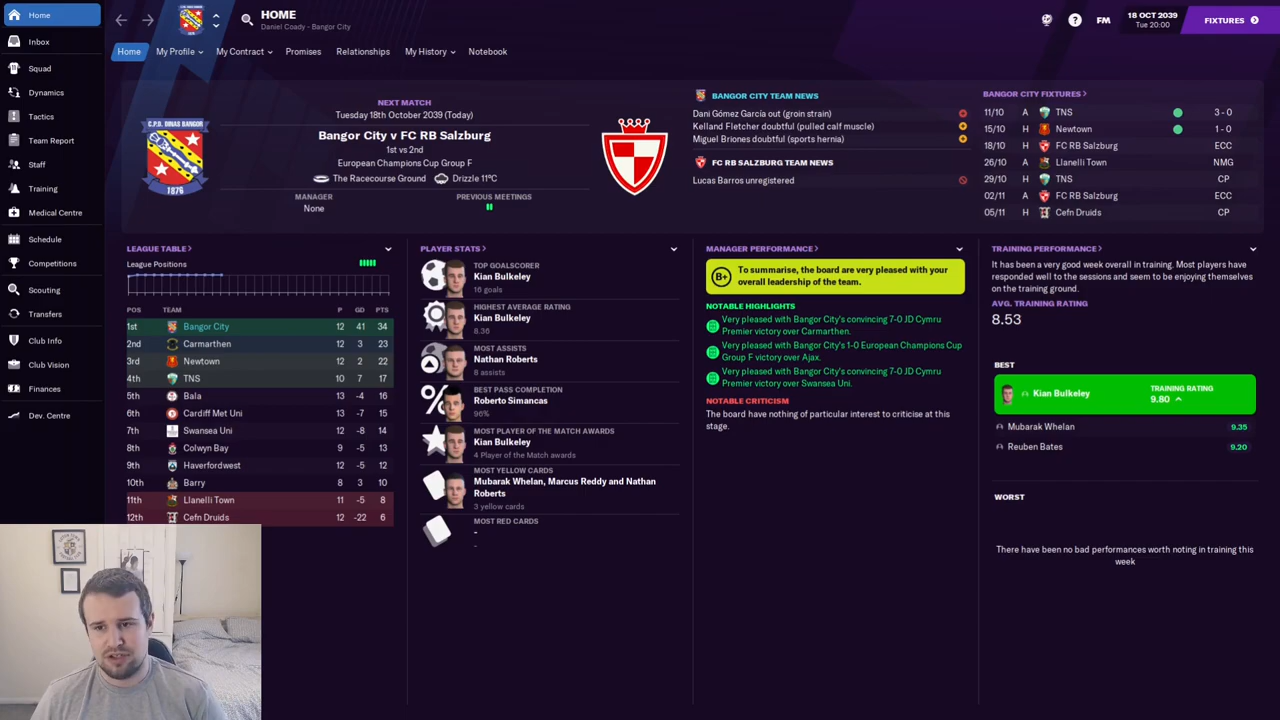 Home
HOME
Daniel Coady - Bangor City
FM
18 OCT 2039
Tue 20:00
FIXTURES
Inbox
Squad
Dynamics
Tactics
Team Report
Staff
Training
Medical Centre
Schedule
Competitions
Scouting
Transfers
Club Info
Club Vision
Finances
Dev. Centre
Home
My Profile
My Contract
Promises
Relationships
My History
Notebook
C.P.D. DINAS BANGOR
1876
NEXT MATCH
Tuesday 18th October 2039 (Today)
Bangor City v FC RB Salzburg
1st vs 2nd
European Champions Cup Group F
The Racecourse Ground
Drizzle 11°C
MANAGER
None
PREVIOUS MEETINGS
BANGOR CITY TEAM NEWS
Dani Gómez García out (groin strain)
Kelland Fletcher doubtful (pulled calf muscle)
Miguel Briones doubtful (sports hernia)
FC RB SALZBURG TEAM NEWS
Lucas Barros unregistered
BANGOR CITY FIXTURES
11/10 A TNS 3 - 0
15/10 H Newtown 1 - 0
18/10 H FC RB Salzburg ECC
26/10 A Llanelli Town NMG
29/10 H TNS CP
02/11 A FC RB Salzburg ECC
05/11 H Cefn Druids CP
LEAGUE TABLE
League Positions
POS TEAM P GD PTS
1st Bangor City 12 41 34
2nd Carmarthen 12 3 23
3rd Newtown 12 2 22
4th TNS 10 7 17
5th Bala 13 -4 16
6th Cardiff Met Uni 13 -7 15
7th Swansea Uni 12 -8 14
8th Colwyn Bay 9 -5 13
9th Haverfordwest 12 -5 12
10th Barry 8 3 10
11th Llanelli Town 11 -5 8
12th Cefn Druids 12 -22 6
PLAYER STATS
TOP GOALSCORER
Kian Bulkeley
16 goals
HIGHEST AVERAGE RATING
Kian Bulkeley
8.36
MOST ASSISTS
Nathan Roberts
8 assists
BEST PASS COMPLETION
Roberto Simancas
96%
MOST PLAYER OF THE MATCH AWARDS
Kian Bulkeley
4 Player of the Match awards
MOST YELLOW CARDS
Mubarak Whelan, Marcus Reddy and Nathan
Roberts
3 yellow cards
MOST RED CARDS
-
-
MANAGER PERFORMANCE
B+
To summarise, the board are very pleased with your
overall leadership of the team.
NOTABLE HIGHLIGHTS
Very pleased with Bangor City's convincing 7-0 JD Cymru
Premier victory over Carmarthen.
Very pleased with Bangor City's 1-0 European Champions Cup
Group F victory over Ajax.
Very pleased with Bangor City's convincing 7-0 JD Cymru
Premier victory over Swansea Uni.
NOTABLE CRITICISM
The board have nothing of particular interest to criticise at this
stage.
TRAINING PERFORMANCE
It has been a very good week overall in training. Most players have
responded well to the sessions and seem to be enjoying themselves
on the training ground.
AVG. TRAINING RATING
8.53
BEST
Kian Bulkeley
TRAINING RATING
9.80
Mubarak Whelan 9.35
Reuben Bates 9.20
WORST
There have been no bad performances worth noting in training this
week